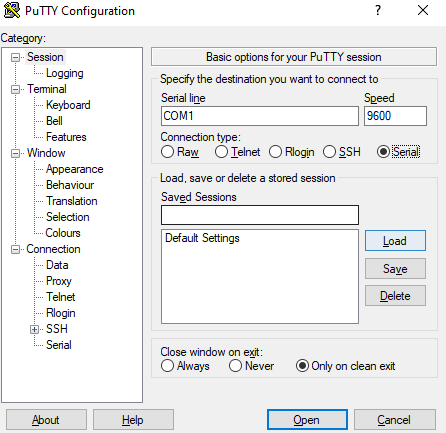 PuTTY Configuration
?
×
Category:
Session
Logging
Terminal
Keyboard
Bell
Features
Window
Appearance
Behaviour
Translation
Selection
Colours
Connection
Data
Proxy
Telnet
Rlogin
SSH
Serial
Basic options for your PuTTY session
Specify the destination you want to connect to
Serial line Speed
COM1 9600
Connection type:
Raw Telnet Rlogin SSH Serial
Load, save or delete a stored session
Saved Sessions
Default Settings
Load
Save
Delete
Close window on exit:
Always Never Only on clean exit
About Help Open Cancel